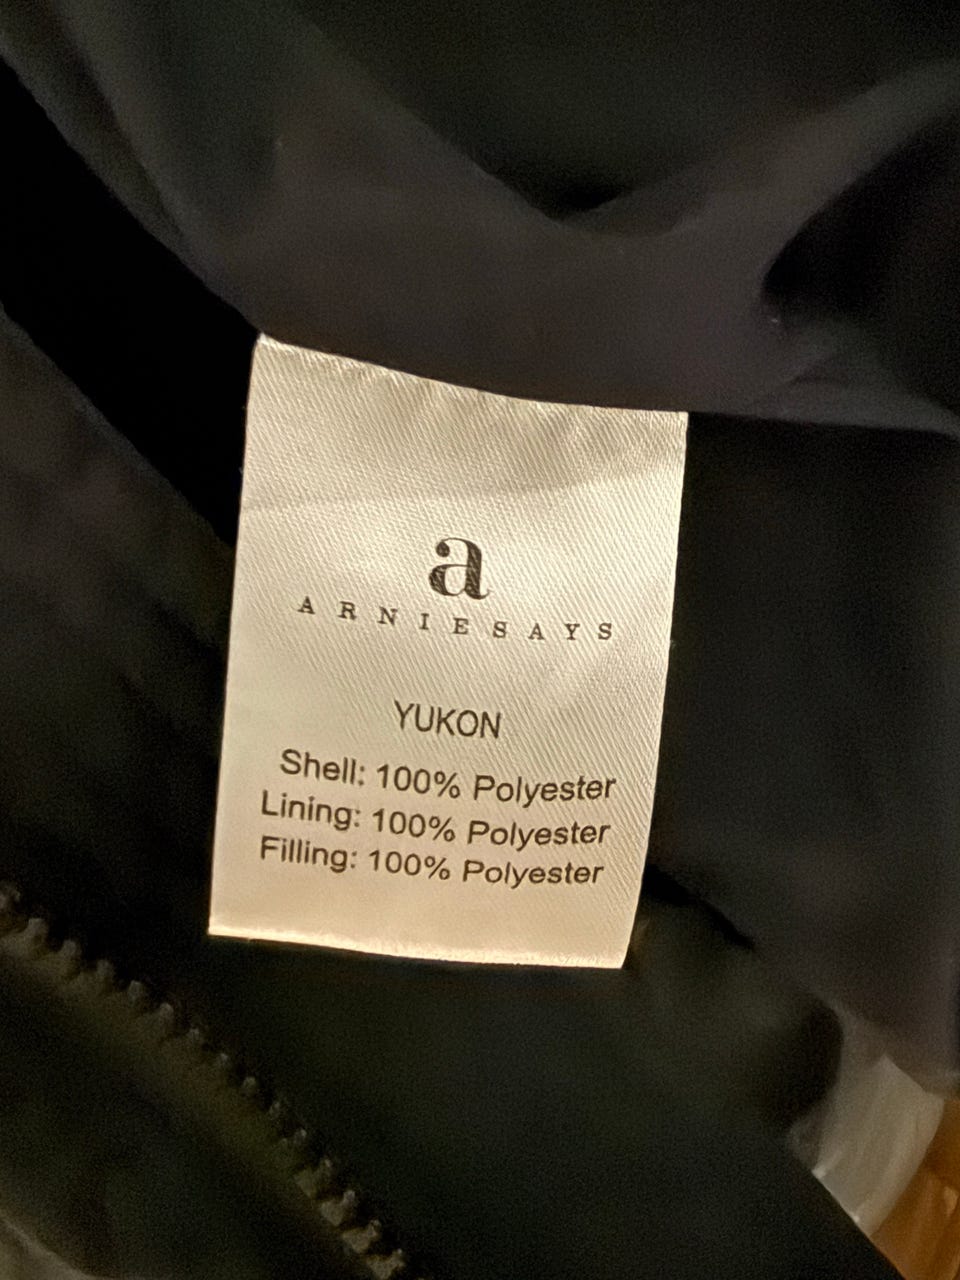 a
ARNIESAYS
YUKON
Shell: 100% Polyester
Lining: 100% Polyester
Filling: 100% Polyester